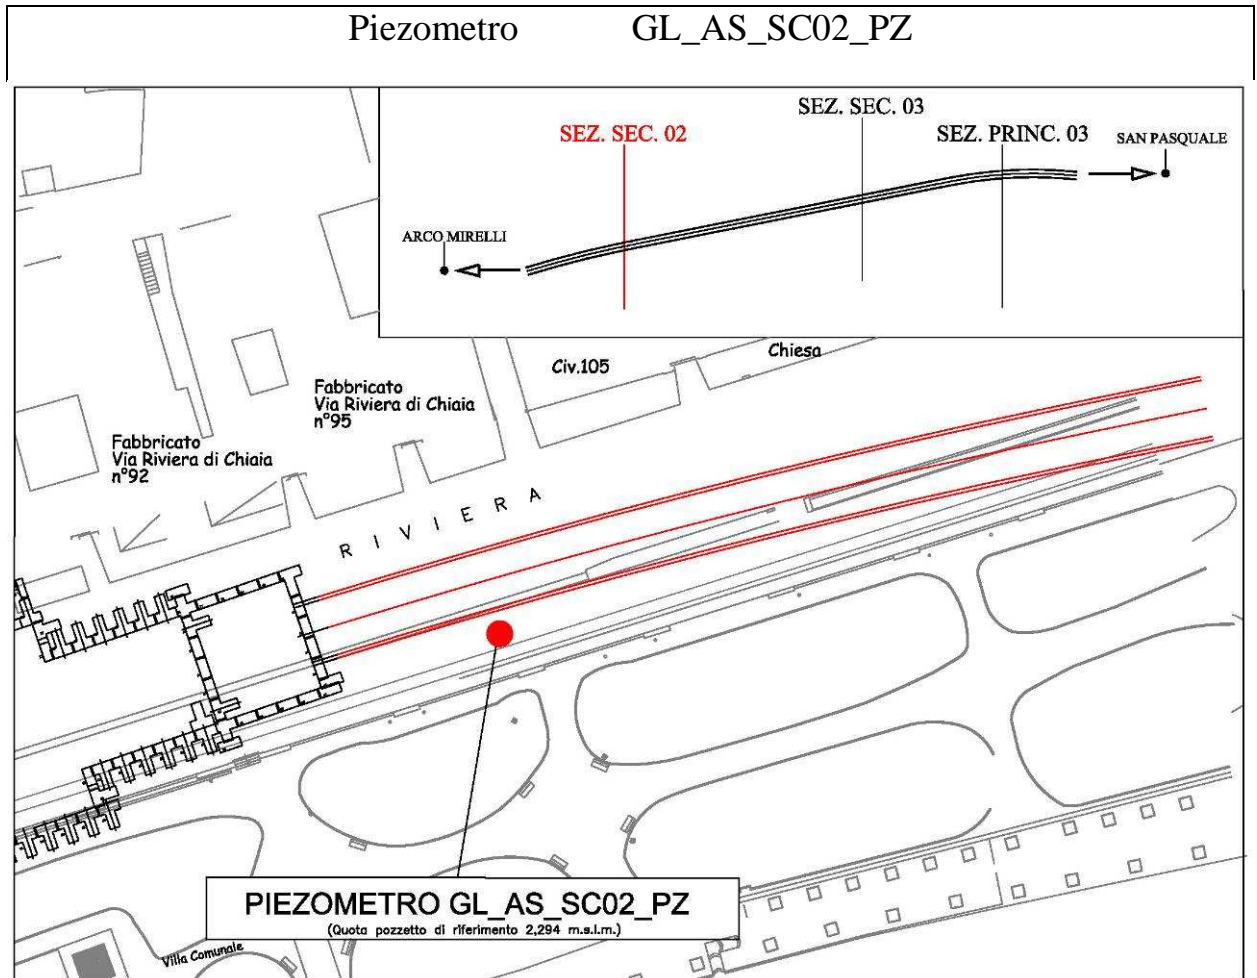 Piezometro GL_AS_SC02_PZ
SEZ. SEC. 03
SEZ. SEC. 02
SEZ. PRINC. 03
SAN PASQUALE
ARCO MIRELLI
Chiesa
Civ.105
Fabbricato
Via Riviera di Chiaia
n°95
Fabbricato
Via Riviera di Chiaia
n°92
RIVIERA
PIEZOMETRO GL_AS_SC02_PZ
(Quota pozzetto di riferimento 2,294 m.s.l.m.)
Villa Comunale